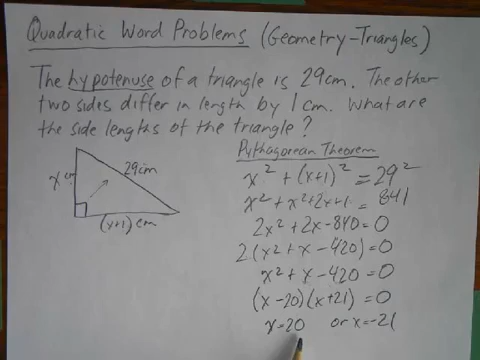 Quadratic Word Problems (Geometry-Triangles)
The hypotenuse of a triangle is 29cm. The other
two sides differ in length by 1cm. What are
the side lengths of the triangle?
Pythagorean Theorem
x cm
29cm
(x+1) cm
x² + (x+1)² = 29²
x² + x² + 2x + 1 = 841
2x² + 2x - 840 = 0
2(x² + x - 420) = 0
x² + x - 420 = 0
(x - 20)(x + 21) = 0
x = 20 or x = -21